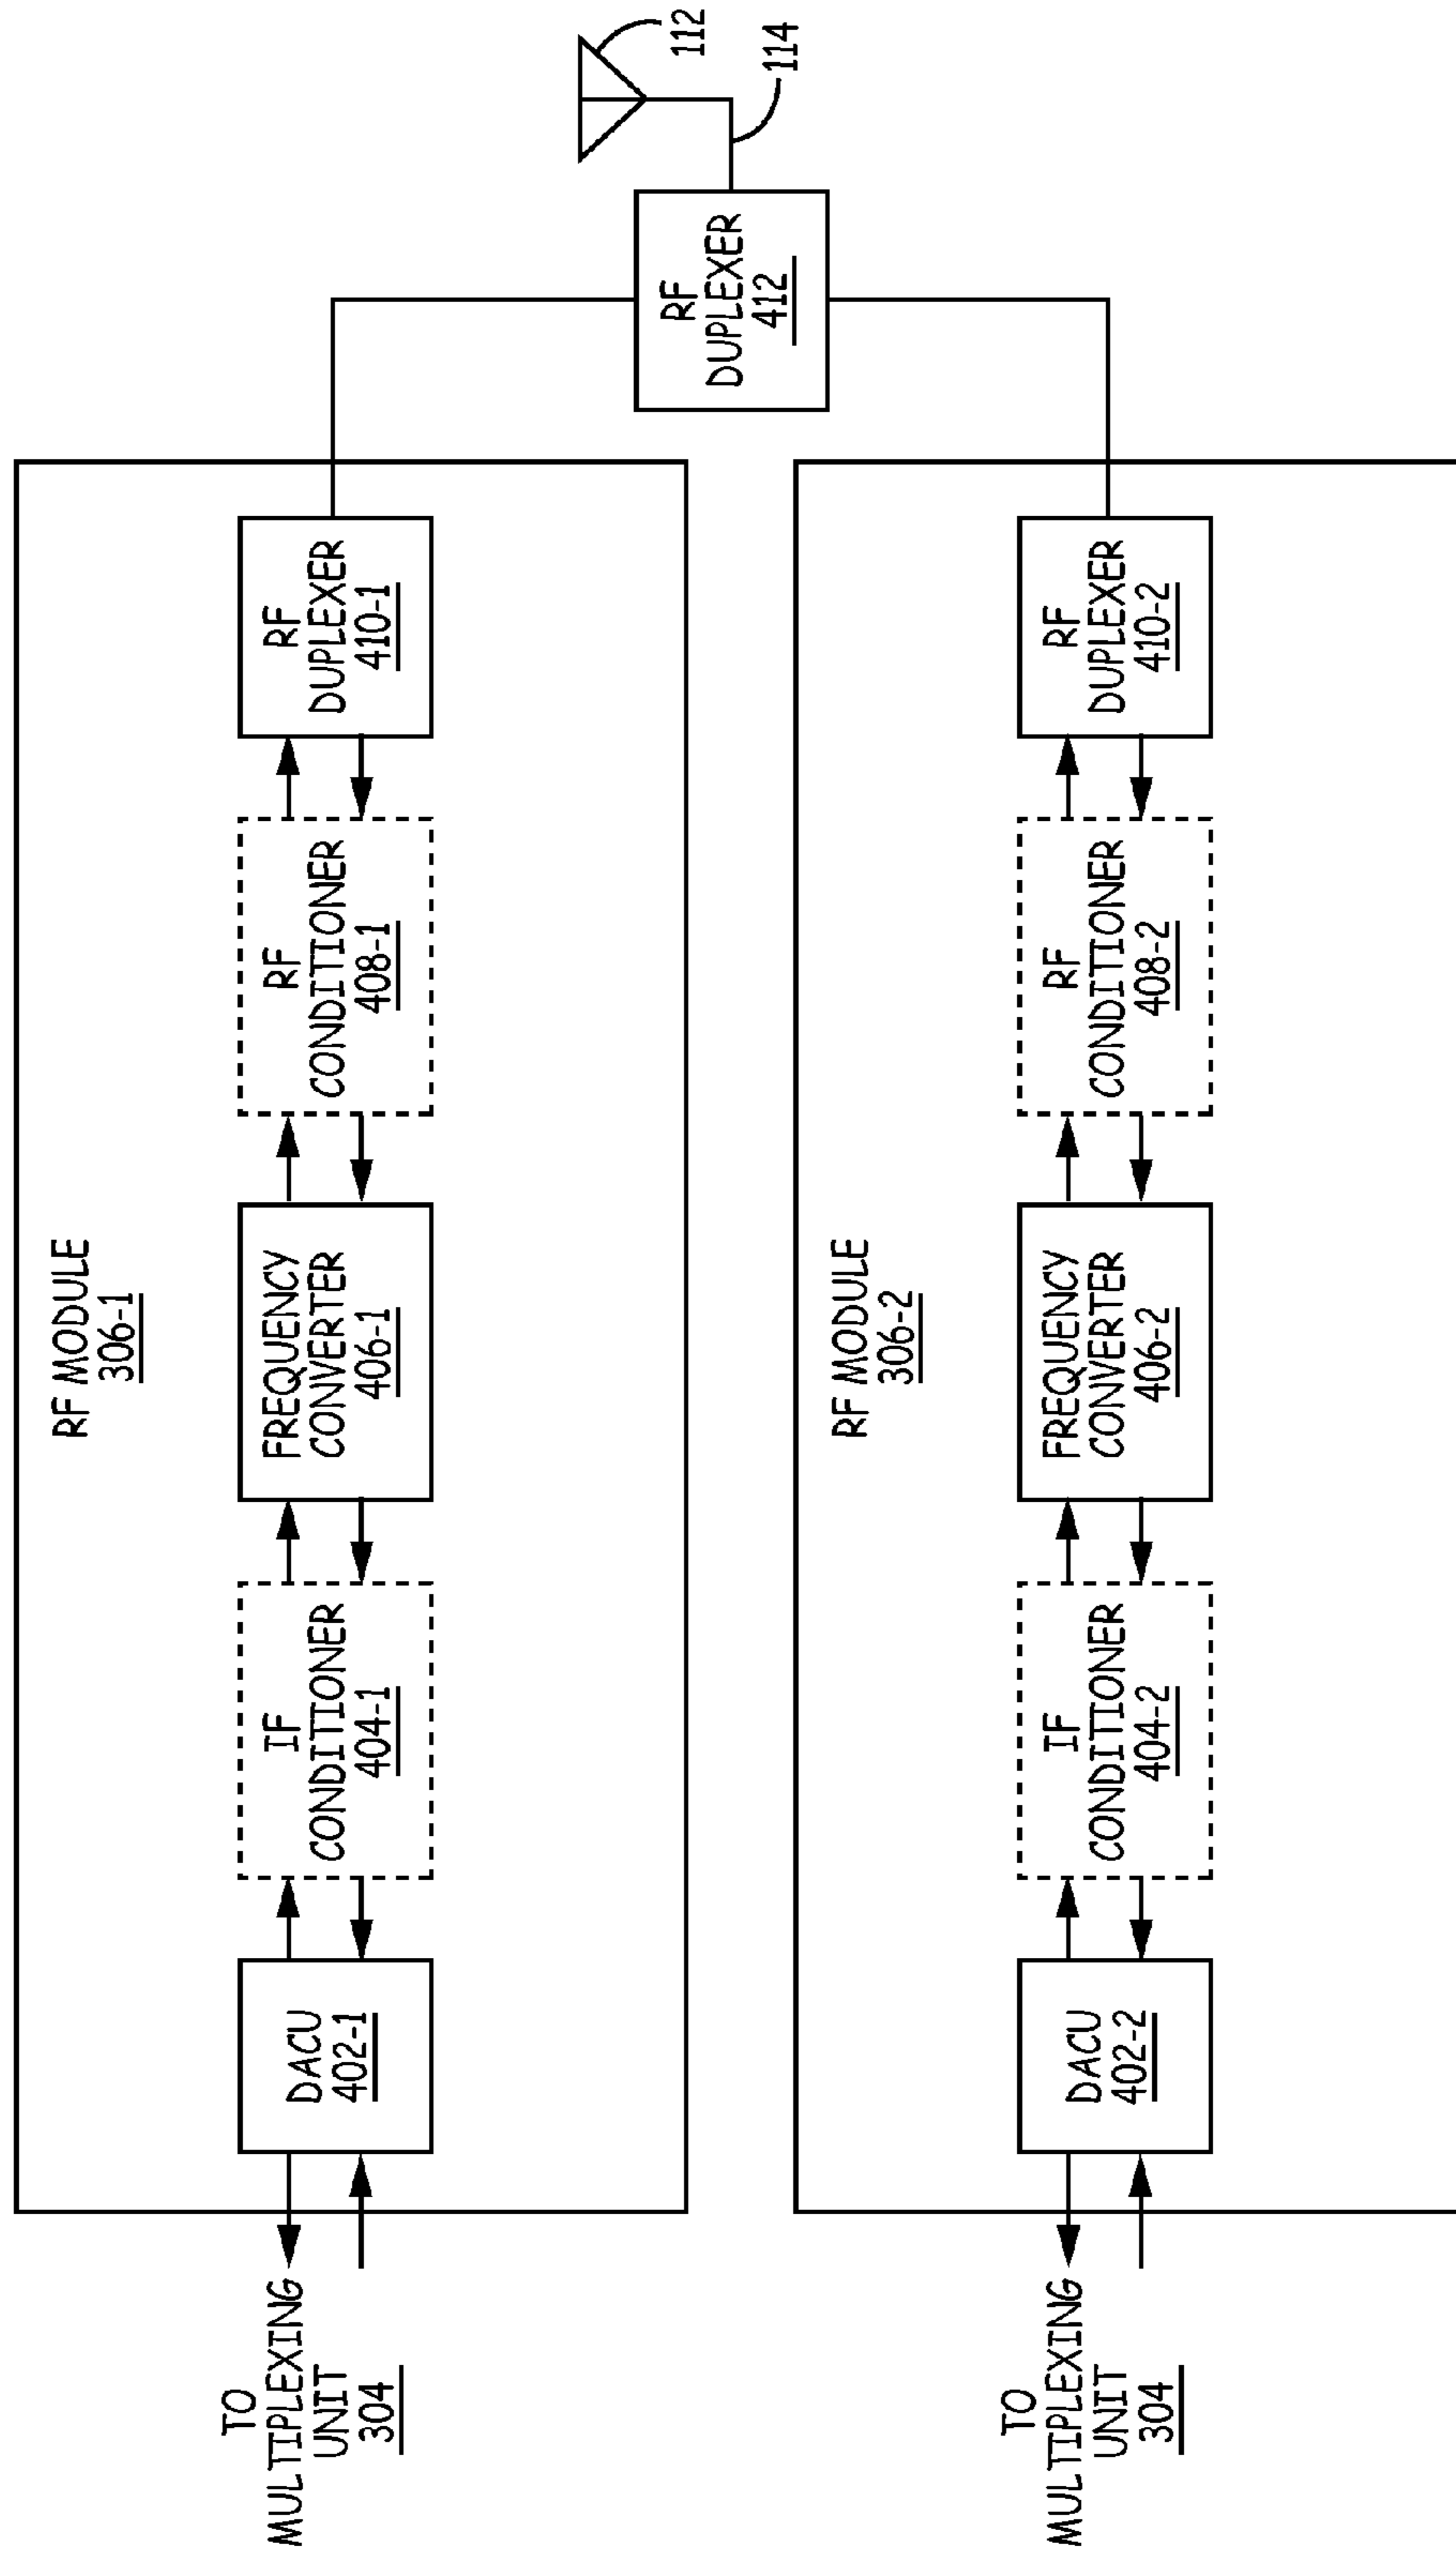 RF MODULE
306-1
TO
MULTIPLEXING
UNIT
304
DACU
402-1
IF
CONDITIONER
404-1
FREQUENCY
CONVERTER
406-1
RF
CONDITIONER
408-1
RF
DUPLEXER
410-1
RF
DUPLEXER
412
112
114
RF MODULE
306-2
TO
MULTIPLEXING
UNIT
304
DACU
402-2
IF
CONDITIONER
404-2
FREQUENCY
CONVERTER
406-2
RF
CONDITIONER
408-2
RF
DUPLEXER
410-2